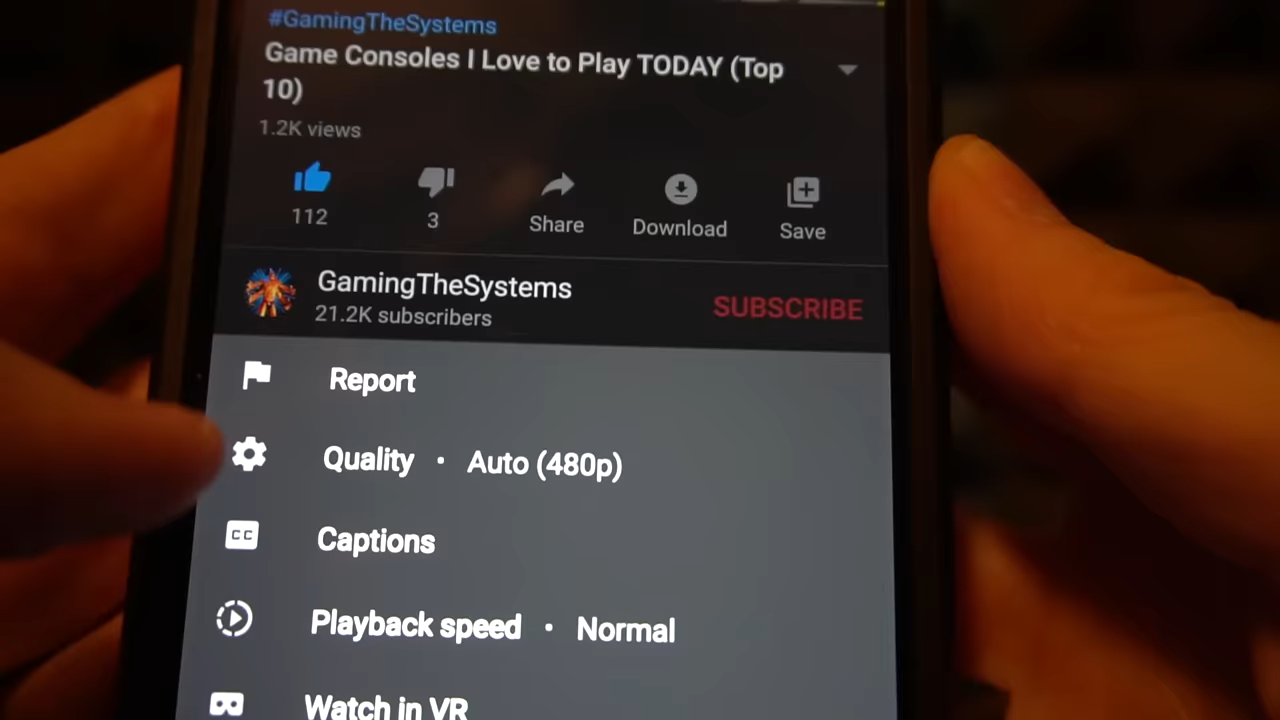 #GamingTheSystems
Game Consoles I Love to Play TODAY (Top
10)
1.2K views
112
3
Share
Download
Save
GamingTheSystems
21.2K subscribers
SUBSCRIBE
Report
Quality • Auto (480p)
CC
Captions
Playback speed • Normal
Watch in VR